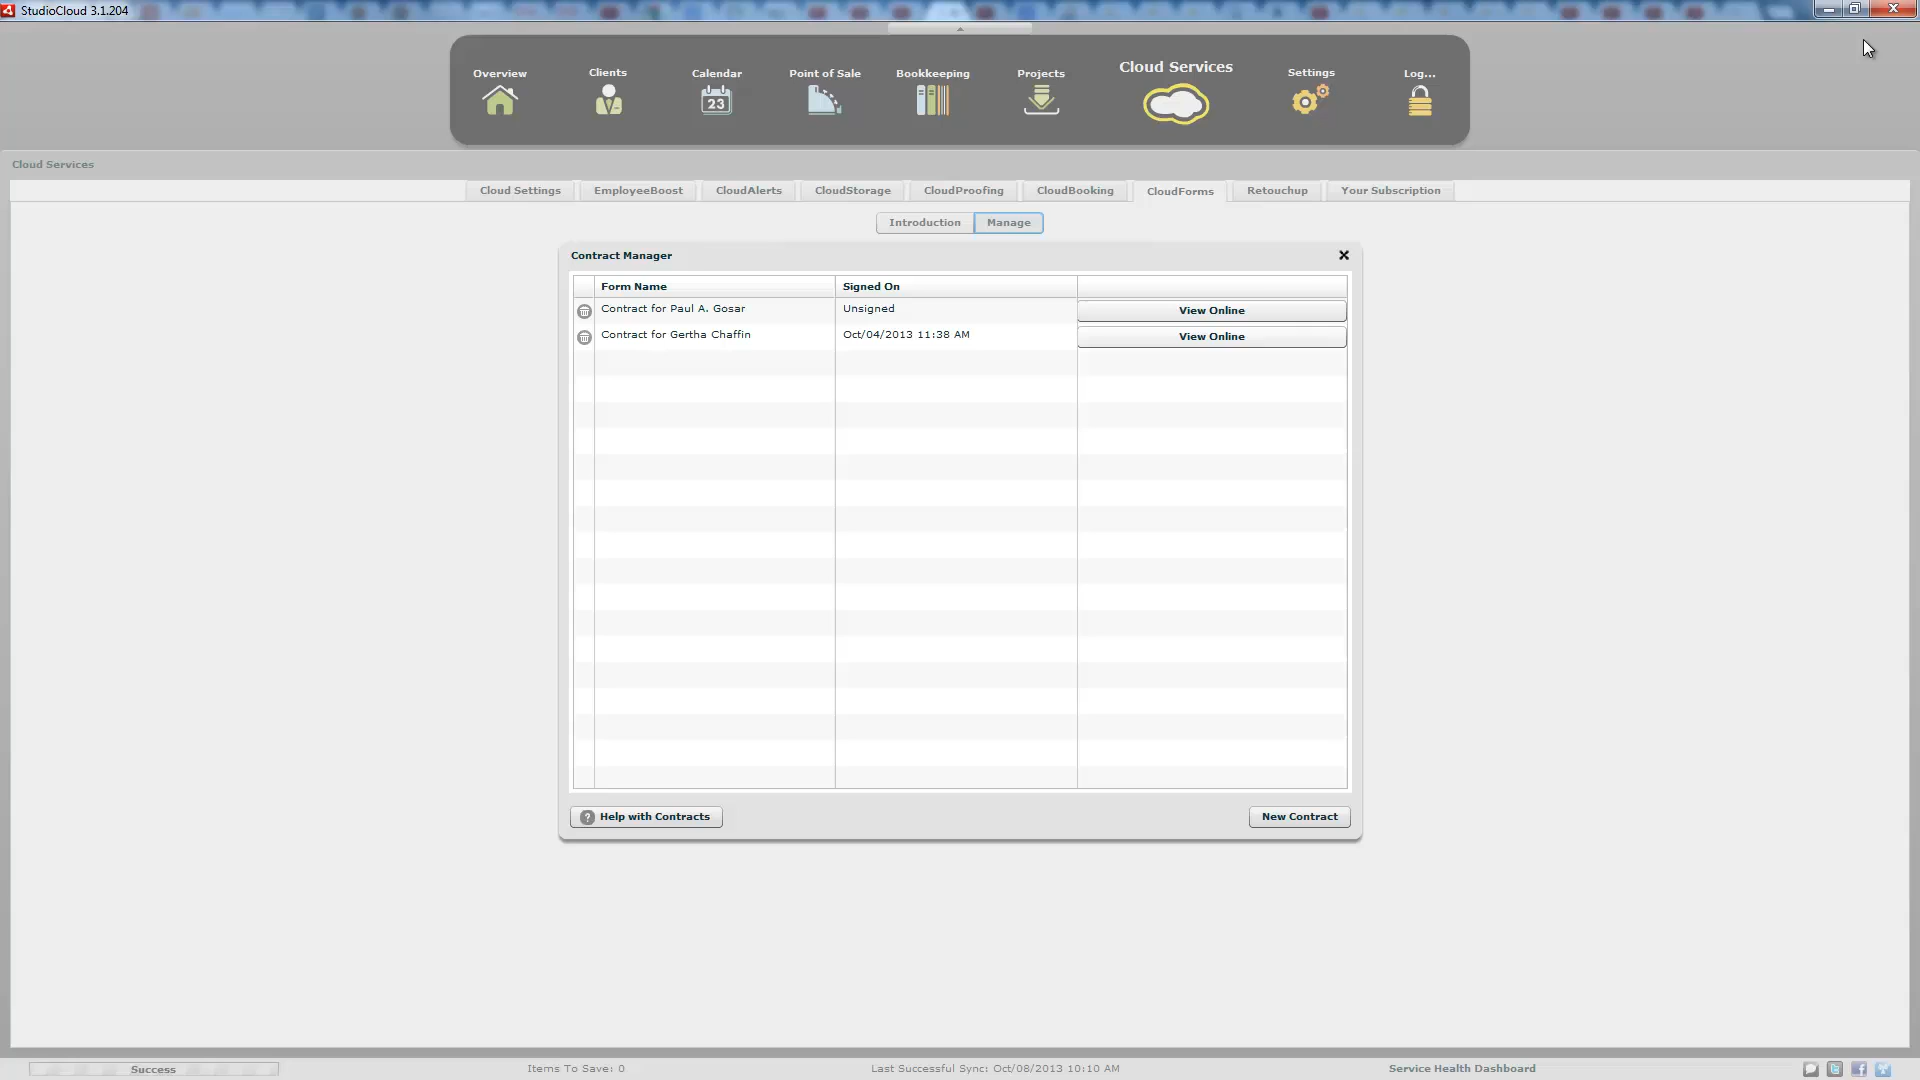 StudioCloud 3.1.204
Overview
Clients
Calendar
Point of Sale
Bookkeeping
Projects
Cloud Services
Settings
Log...
23
Cloud Services
Cloud Settings
EmployeeBoost
CloudAlerts
CloudStorage
CloudProofing
CloudBooking
CloudForms
Retouchup
Your Subscription
Introduction
Manage
Contract Manager
Form Name
Signed On
Contract for Paul A. Gosar
Unsigned
View Online
Contract for Gertha Chaffin
Oct/04/2013 11:38 AM
View Online
? Help with Contracts
New Contract
Success
Items To Save: 0
Last Successful Sync: Oct/08/2013 10:10 AM
Service Health Dashboard